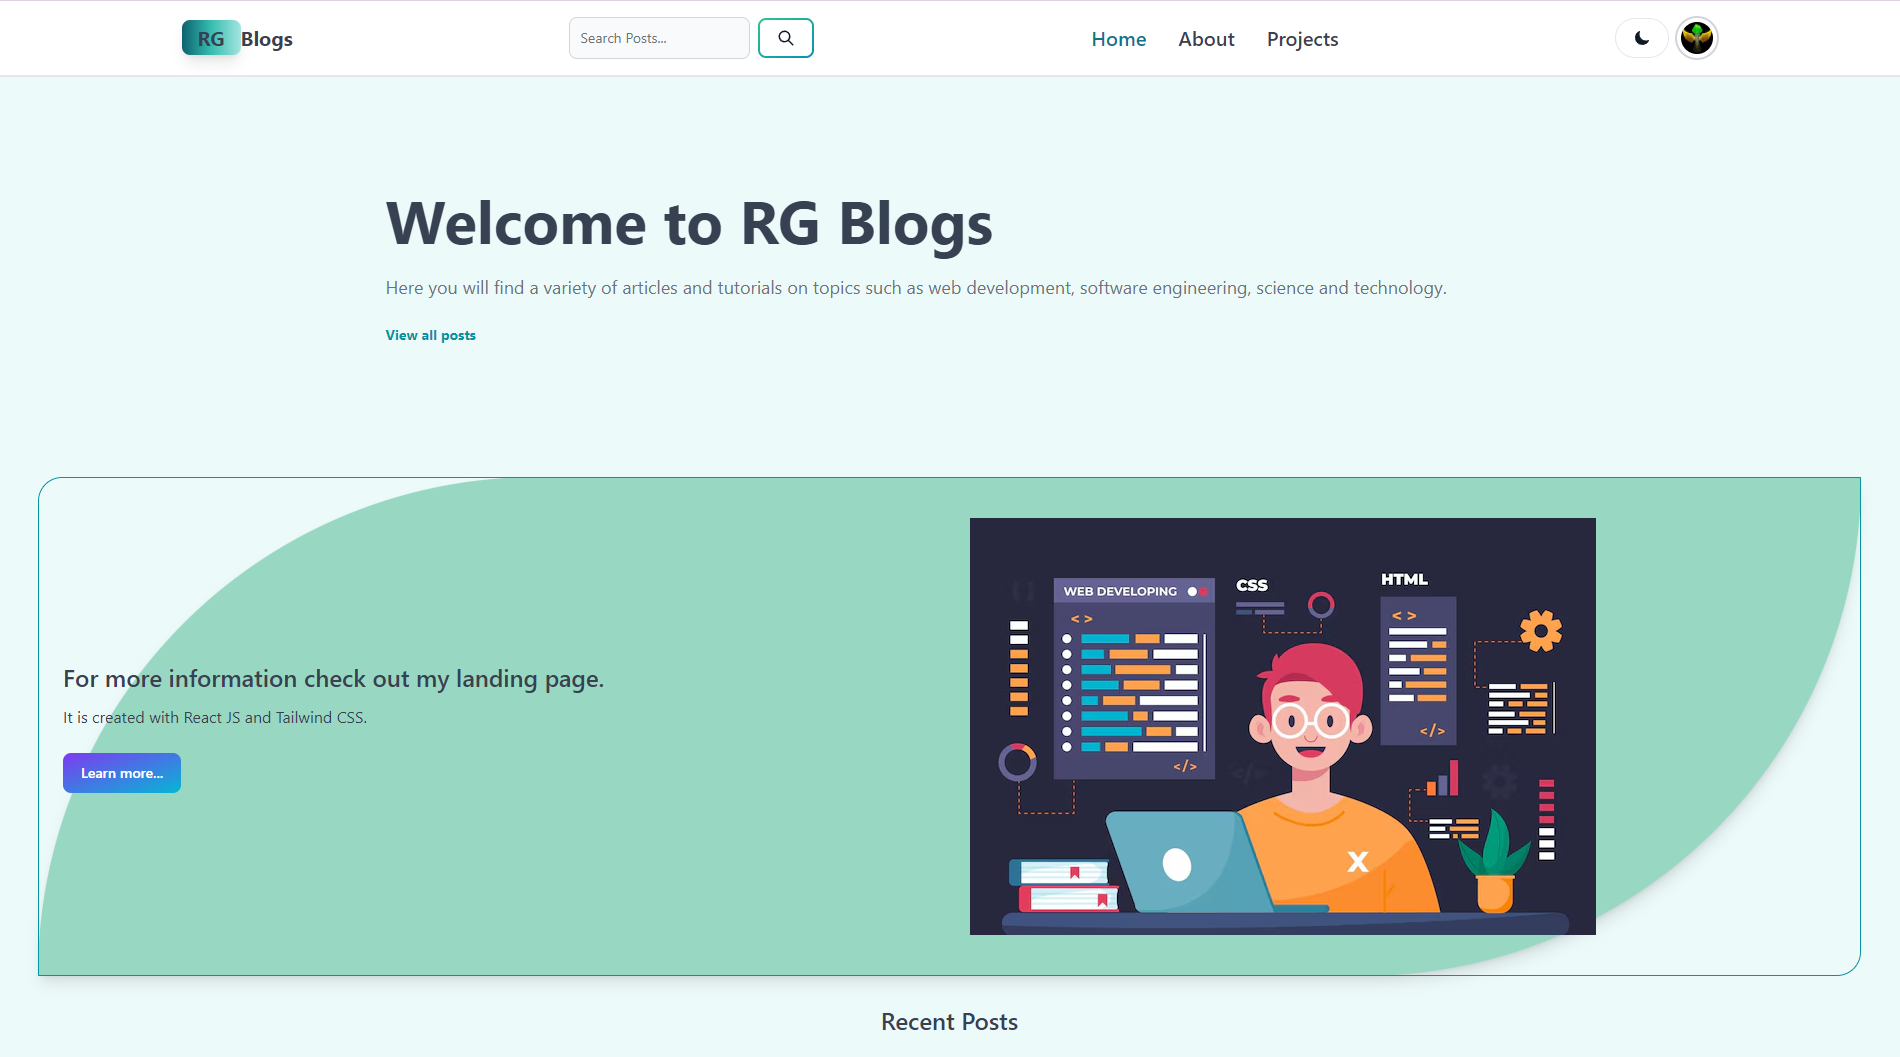 RG Blogs
Search Posts...
Home
About
Projects
Welcome to RG Blogs
Here you will find a variety of articles and tutorials on topics such as web development, software engineering, science and technology.
View all posts
For more information check out my landing page.
It is created with React JS and Tailwind CSS.
Learn more...
WEB DEVELOPING
< >
</>
CSS
HTML
< >
</>
{ }
</>
X
Recent Posts